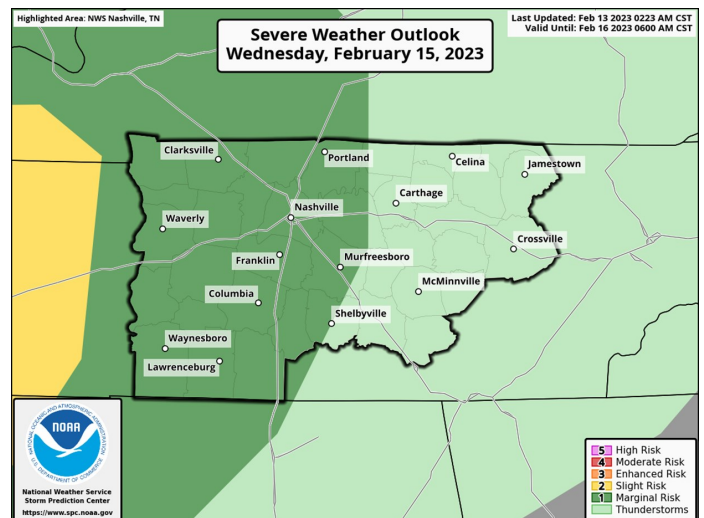 Highlighted Area: NWS Nashville, TN
Severe Weather Outlook
Wednesday, February 15, 2023
Last Updated: Feb 13 2023 0223 AM CST
Valid Until: Feb 16 2023 0600 AM CST
Clarksville
Portland
Celina
Jamestown
Carthage
Nashville
Waverly
Crossville
Franklin
Murfreesboro
McMinnville
Columbia
Shelbyville
Waynesboro
Lawrenceburg
NATIONAL OCEANIC AND ATMOSPHERIC ADMINISTRATION
NOAA
U.S. DEPARTMENT OF COMMERCE
National Weather Service
Storm Prediction Center
https://www.spc.noaa.gov
5 High Risk
4 Moderate Risk
3 Enhanced Risk
2 Slight Risk
1 Marginal Risk
Thunderstorms